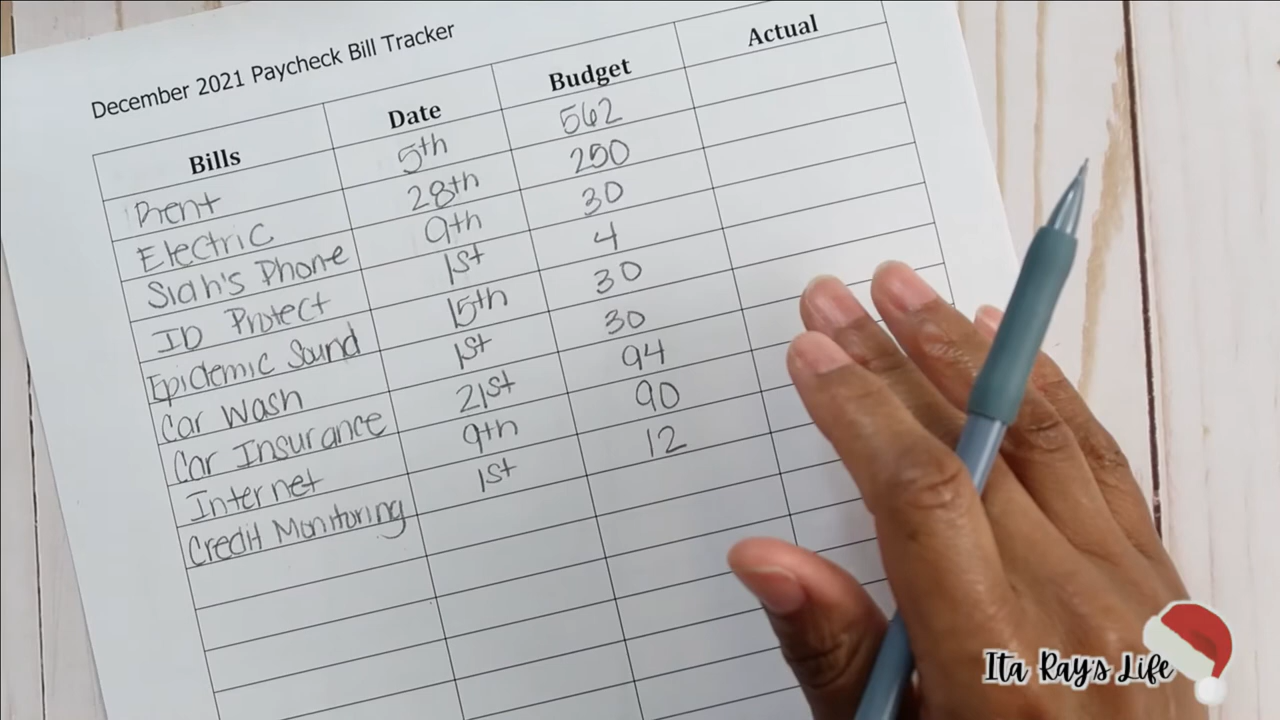 December 2021 Paycheck Bill Tracker
Bills Date Budget Actual
Rent 5th 562
Electric 28th 250
Siah's Phone 9th 30
ID Protect 1st 4
Epidemic Sound 15th 30
Car Wash 1st 30
Car Insurance 21st 94
Internet 9th 90
Credit Monitoring 1st 12
Ita Ray's Life